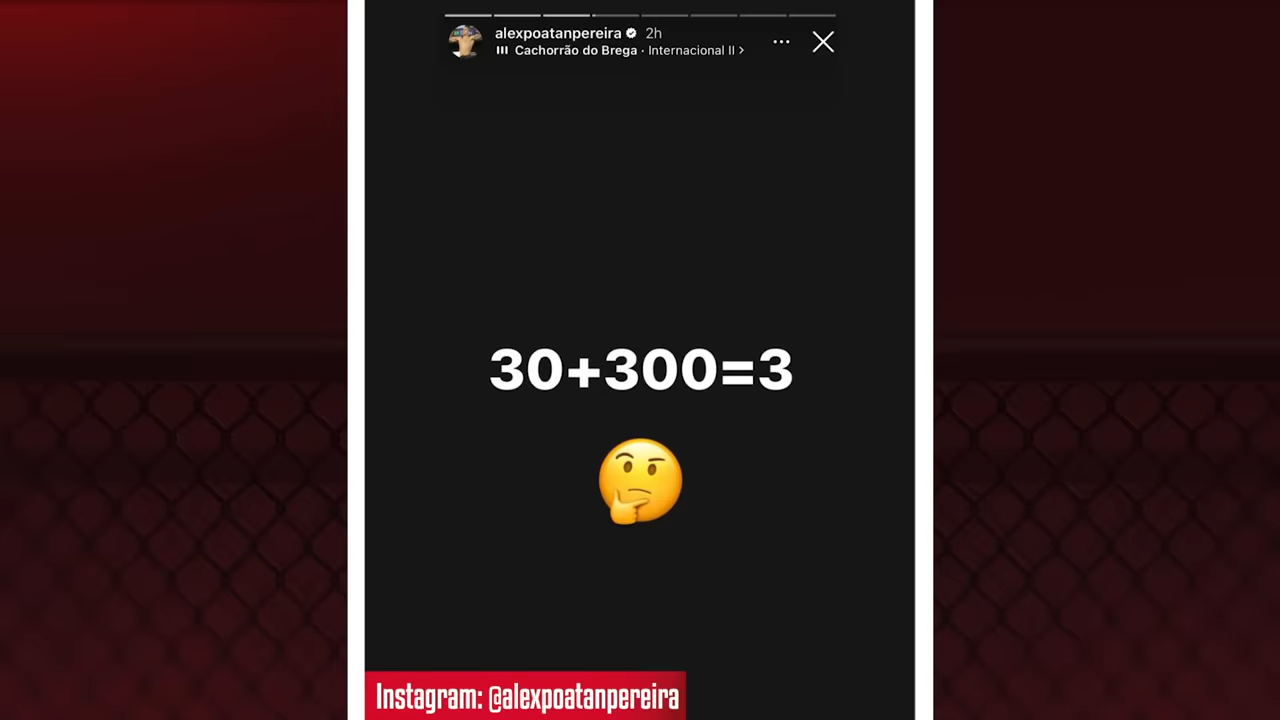 alexpoatanpereira 2h
Cachorrão do Brega · Internacional II >
30+300=3
Instagram: @alexpoatanpereira